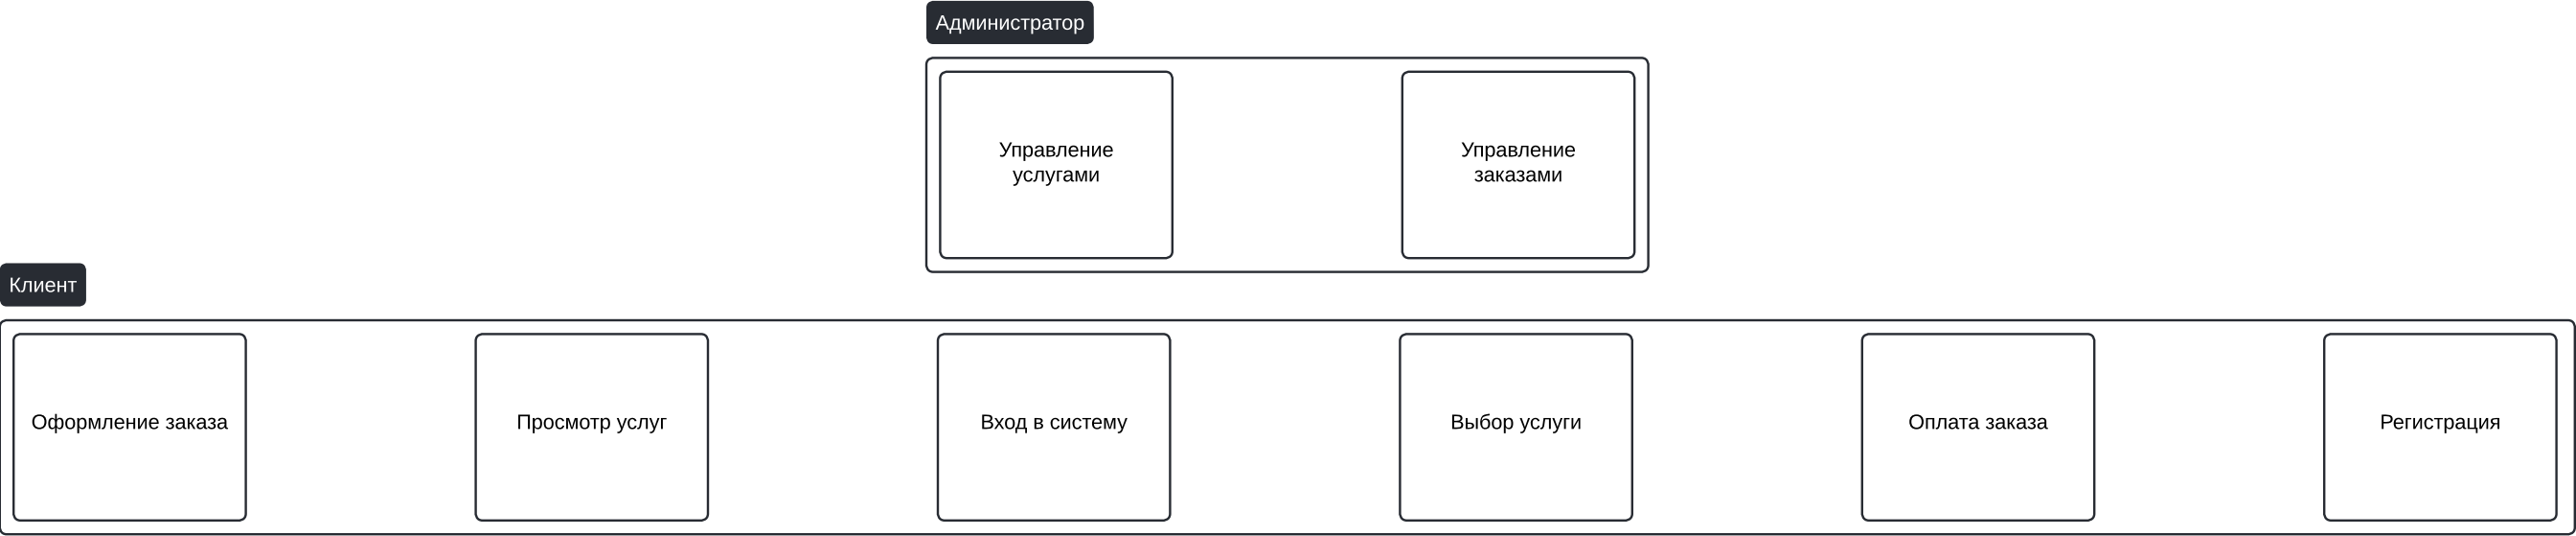 Администратор
Управление
услугами
Управление
заказами
Клиент
Оформление заказа
Просмотр услуг
Вход в систему
Выбор услуги
Оплата заказа
Регистрация